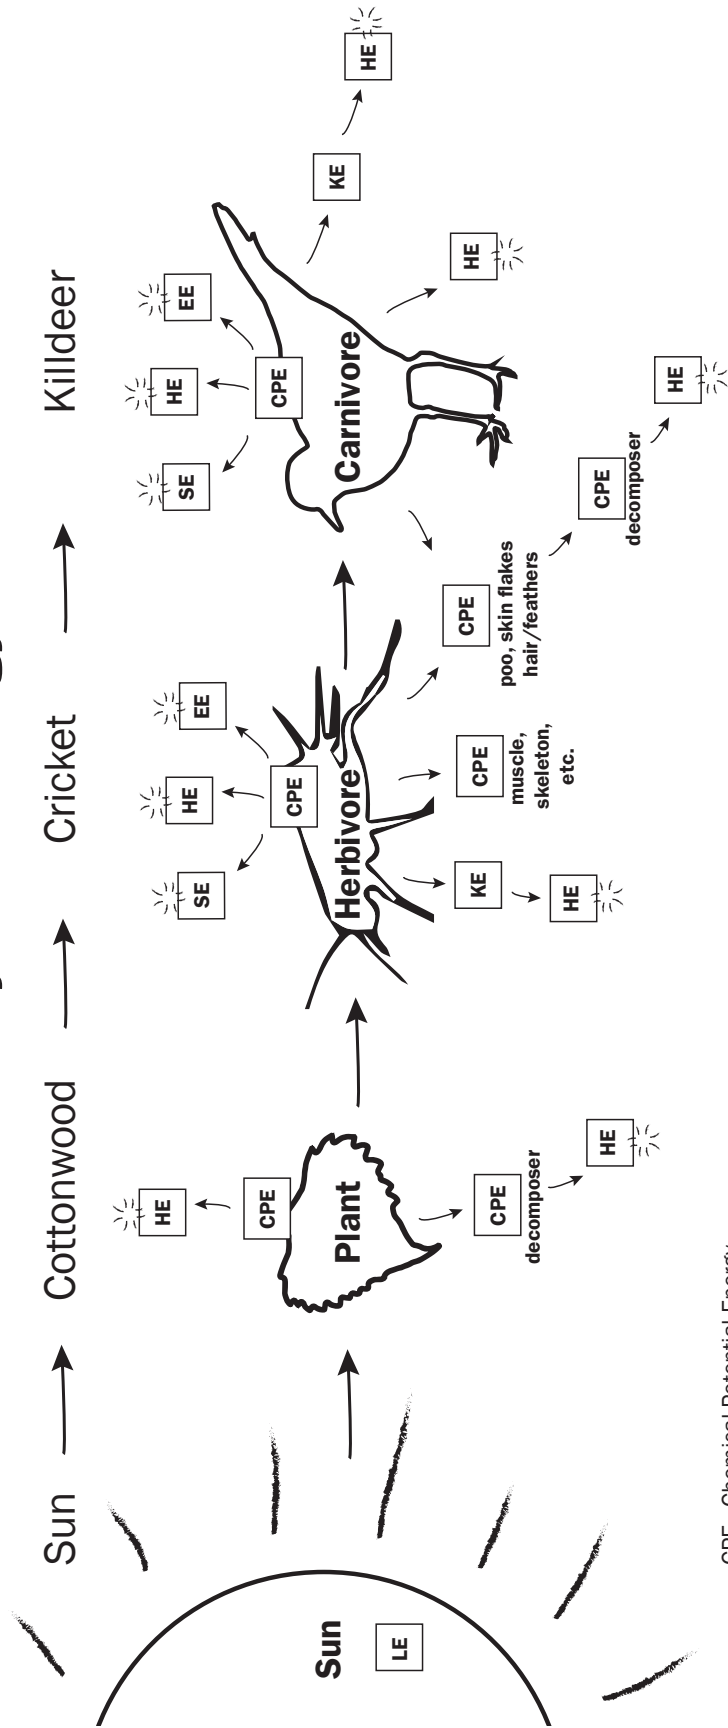 Sun
Cottonwood
Cricket
Killdeer
Sun
LE
HE
CPE
Plant
CPE
decomposer
HE
SE
HE
EE
CPE
Herbivore
KE
HE
CPE
muscle,
skeleton,
etc.
CPE
poo, skin flakes
hair/feathers
CPE
decomposer
HE
SE
HE
EE
CPE
Carnivore
HE
KE
HE
CPE - Chemical Potential Energy